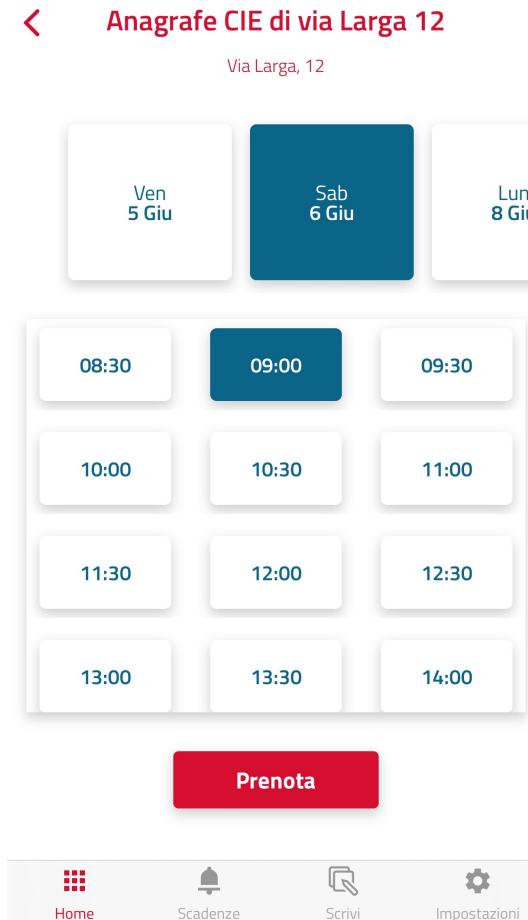 Anagrafe CIE di via Larga 12
Via Larga, 12
Ven
5 Giu
Sab
6 Giu
Lun
8 Giu
08:30 09:00 09:30
10:00 10:30 11:00
11:30 12:00 12:30
13:00 13:30 14:00
Prenota
Home Scadenze Scrivi Impostazioni